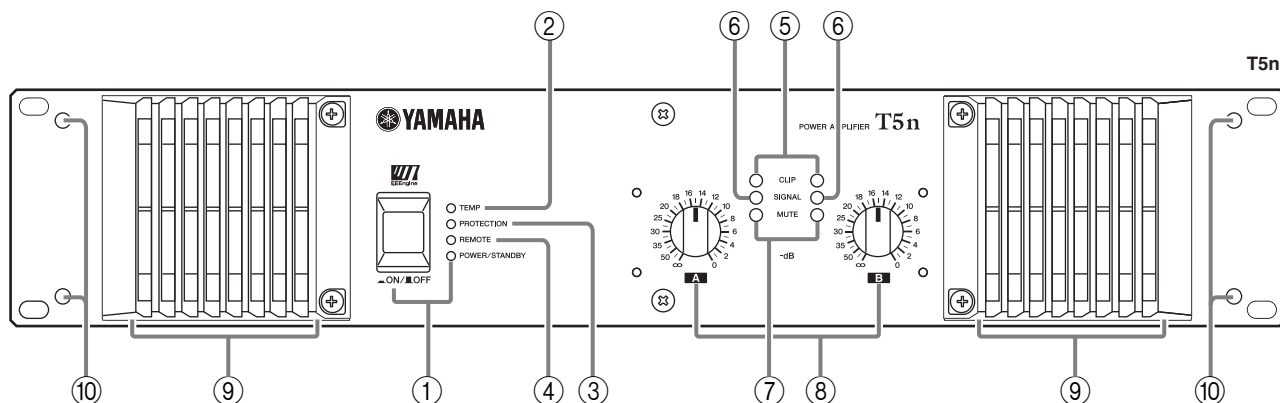 ② ⑥ ⑤ ⑥
T5n
YAMAHA
POWER A PLIFIER T5n
EEEngine
TEMP
PROTECTION
REMOTE
POWER/STANDBY
ON/ OFF
CLIP
SIGNAL
MUTE
-dB
16 14
18 12
20 10
25 8
30 6
35 4
50 2
∞ 0
A
16 14
18 12
20 10
25 8
30 6
35 4
50 2
∞ 0
B
⑩ ⑨ ① ④ ③ ⑦ ⑧ ⑨ ⑩